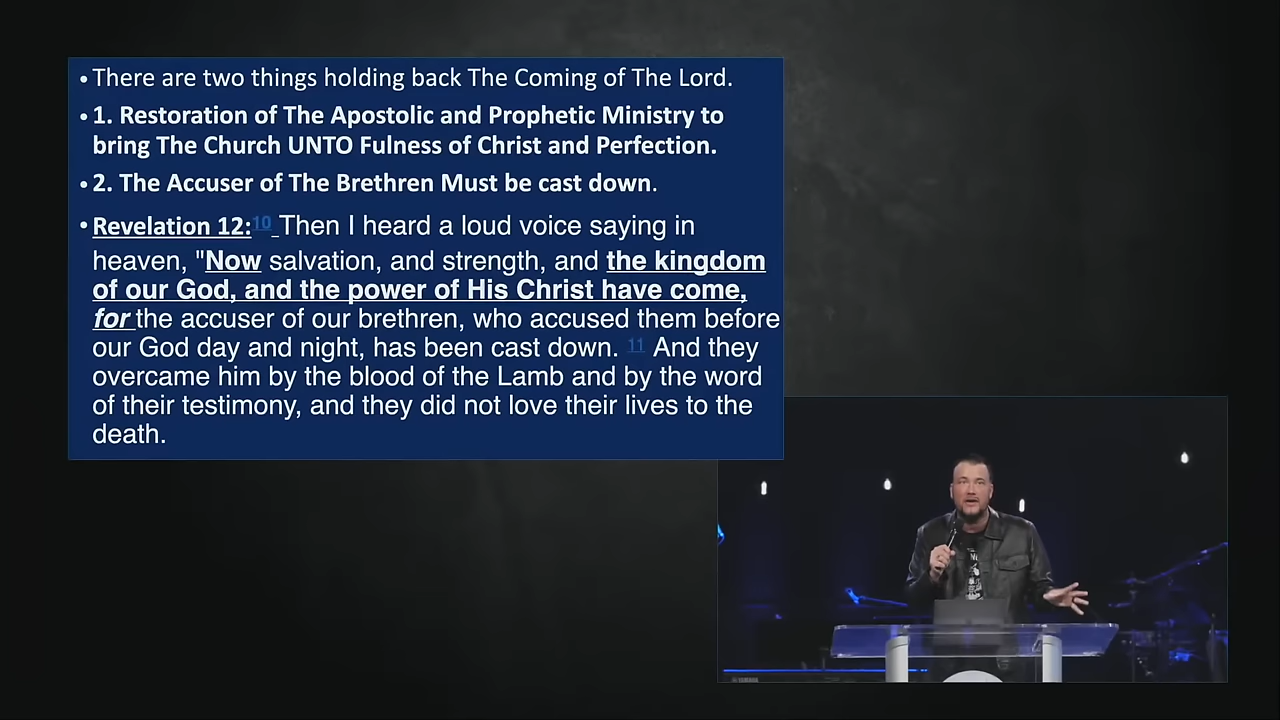 • There are two things holding back The Coming of The Lord.
• 1. Restoration of The Apostolic and Prophetic Ministry to
bring The Church UNTO Fulness of Christ and Perfection.
• 2. The Accuser of The Brethren Must be cast down.
• Revelation 12:10 Then I heard a loud voice saying in
heaven, "Now salvation, and strength, and the kingdom
of our God, and the power of His Christ have come,
for the accuser of our brethren, who accused them before
our God day and night, has been cast down. 11 And they
overcame him by the blood of the Lamb and by the word
of their testimony, and they did not love their lives to the
death.
YAMAHA